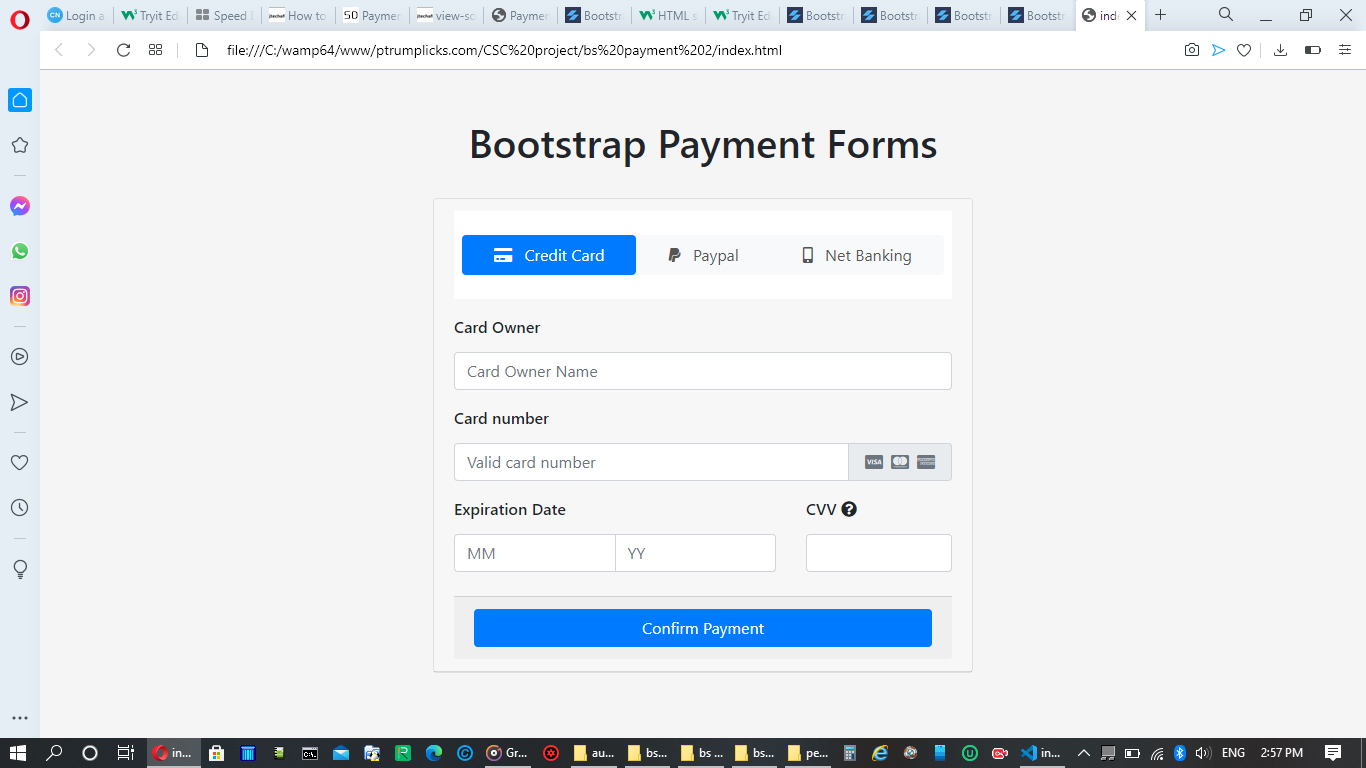 Login a
Tryit Ed
Speed
How to
SD Paymer
view-sc
Paymen
Bootstr
HTML s
Tryit Ed
Bootstr
Bootstr
Bootstr
Bootstr
ind
file:///C:/wamp64/www/ptrumplicks.com/CSC%20project/bs%20payment%202/index.html
Bootstrap Payment Forms
Credit Card Paypal Net Banking
Card Owner
Card Owner Name
Card number
Valid card number VISA
Expiration Date CVV ?
MM YY
Confirm Payment
in... Gr... au... bs... bs ... bs... pe... in... ENG 2:57 PM